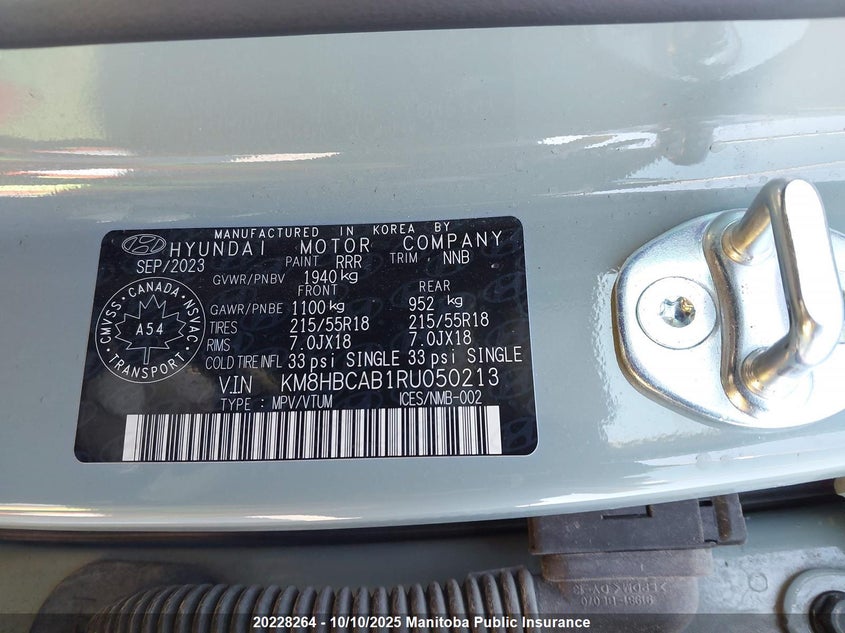 MANUFACTURED IN KOREA BY
HYUNDAI MOTOR COMPANY
SEP/2023 PAINT RRR TRIM NNB
GVWR/PNBV 1940 kg
FRONT REAR
GAWR/PNBE 1100 kg 952 kg
TIRES 215/55R18 215/55R18
RIMS 7.0JX18 7.0JX18
COLD TIRE INFL 33 psi SINGLE 33 psi SINGLE
V.I.N KM8HBCAB1RU050213
TYPE : MPV/VTUM ICES/NMB-002
CMVSS • CANADA • NSVAC
A54
TRANSPORT
20228264 - 10/10/2025 Manitoba Public Insurance